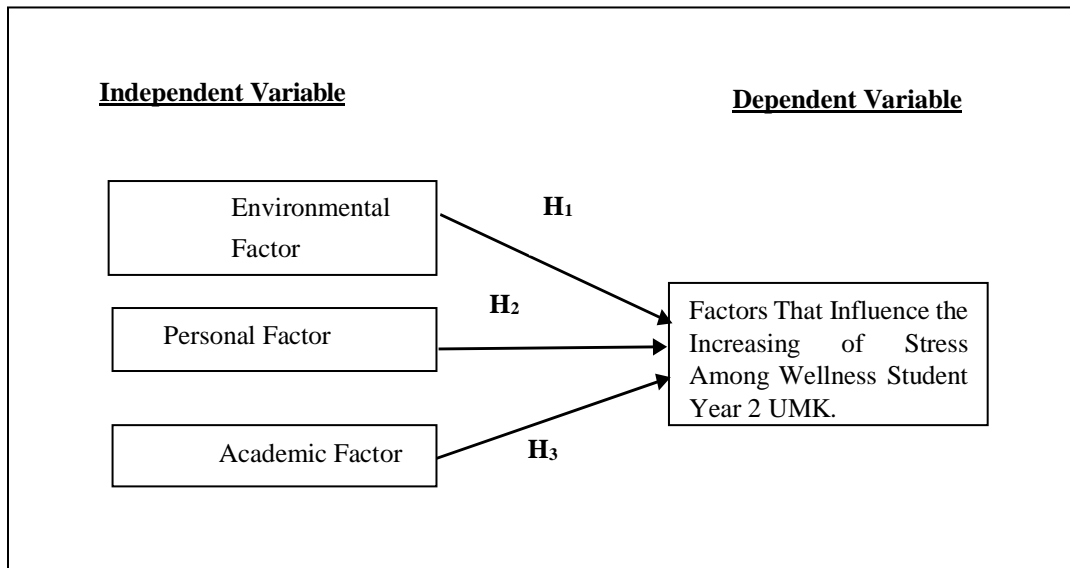 Independent Variable
Dependent Variable
Environmental
Factor
H1
Personal Factor
H2
Factors That Influence the
Increasing of Stress
Among Wellness Student
Year 2 UMK.
Academic Factor
H3